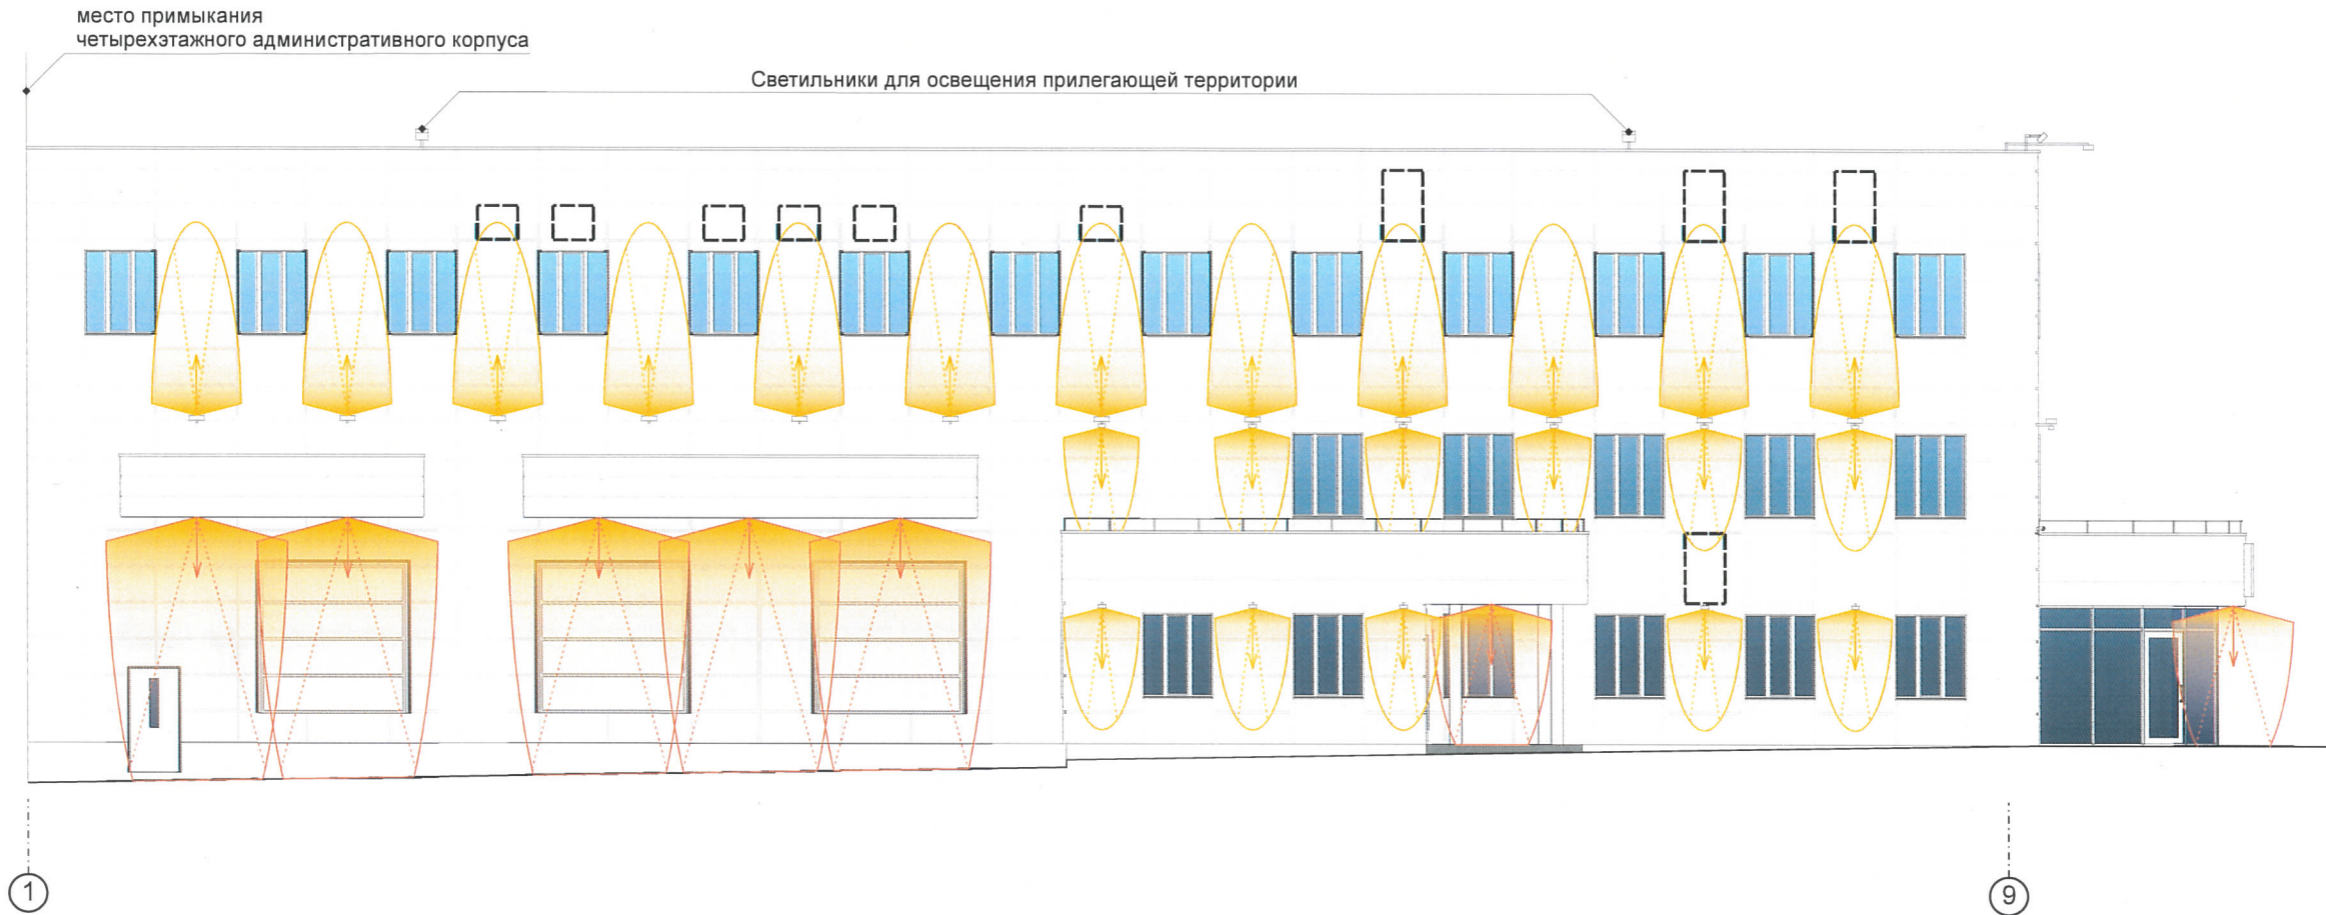 место примыкания
четырехэтажного административного корпуса
Светильники для освещения прилегающей территории
1
9